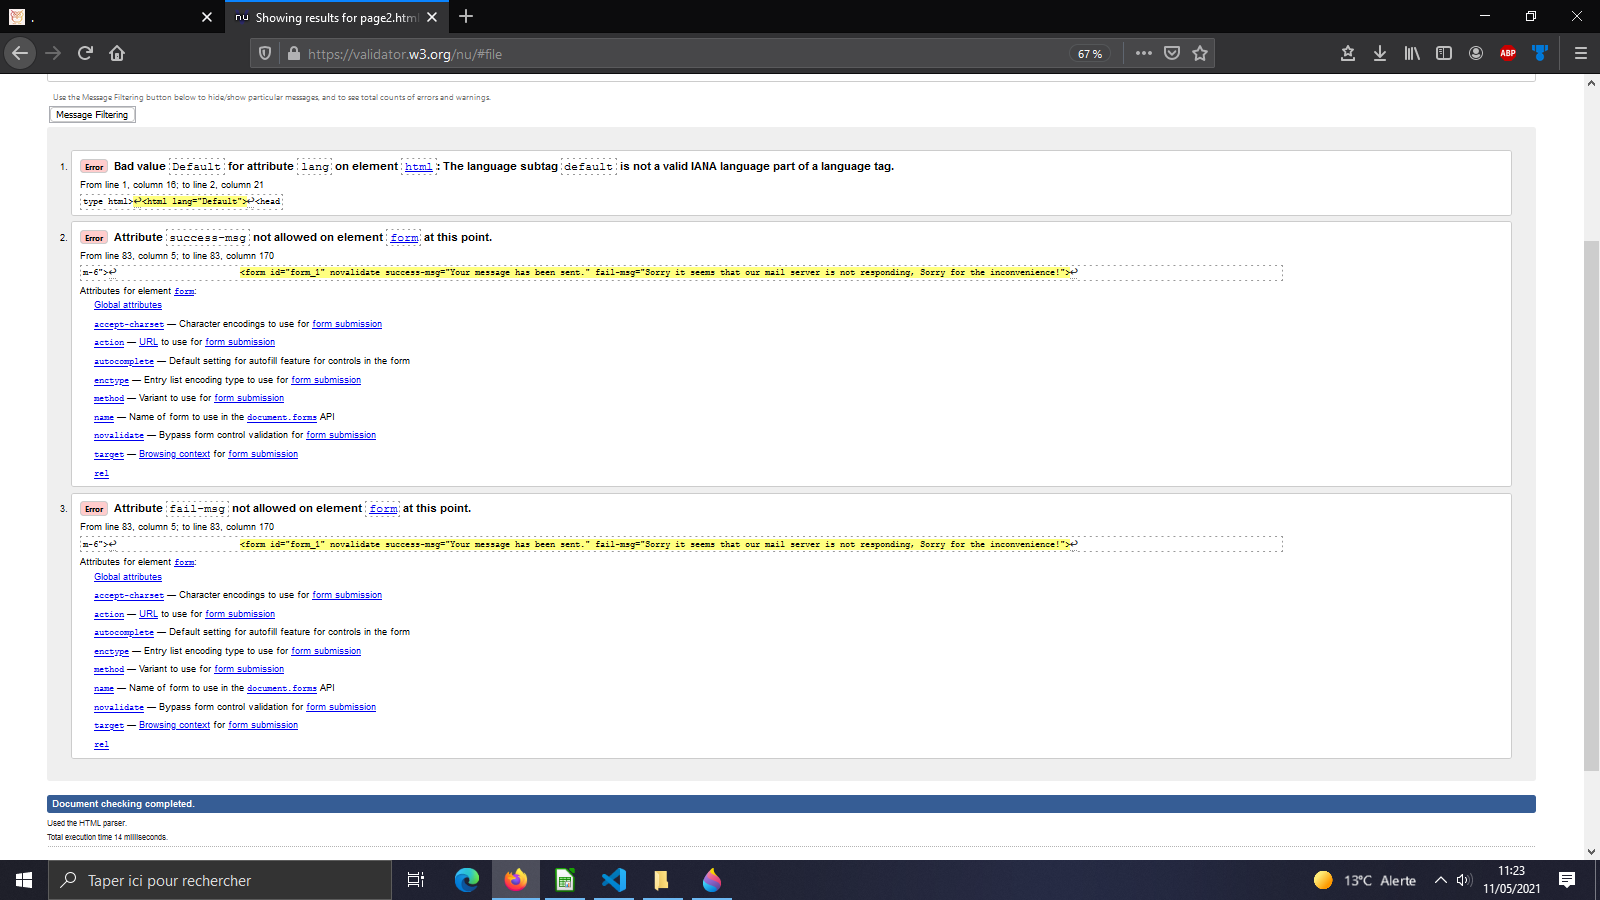 .
nu Showing results for page2.html
https://validator.w3.org/nu/#file
67 %
ABP
Use the Message Filtering button below to hide/show particular messages, and to see total counts of errors and warnings.
Message Filtering
1. Error Bad value Default for attribute lang on element html: The language subtag default is not a valid IANA language part of a language tag.
From line 1, column 16; to line 2, column 21
type html>↩<html lang="Default">↩<head
2. Error Attribute success-msg not allowed on element form at this point.
From line 83, column 5; to line 83, column 170
m-6">↩ <form id="form_1" novalidate success-msg="Your message has been sent." fail-msg="Sorry it seems that our mail server is not responding, Sorry for the inconvenience!">↩
Attributes for element form:
Global attributes
accept-charset — Character encodings to use for form submission
action — URL to use for form submission
autocomplete — Default setting for autofill feature for controls in the form
enctype — Entry list encoding type to use for form submission
method — Variant to use for form submission
name — Name of form to use in the document.forms API
novalidate — Bypass form control validation for form submission
target — Browsing context for form submission
rel
3. Error Attribute fail-msg not allowed on element form at this point.
From line 83, column 5; to line 83, column 170
m-6">↩ <form id="form_1" novalidate success-msg="Your message has been sent." fail-msg="Sorry it seems that our mail server is not responding, Sorry for the inconvenience!">↩
Attributes for element form:
Global attributes
accept-charset — Character encodings to use for form submission
action — URL to use for form submission
autocomplete — Default setting for autofill feature for controls in the form
enctype — Entry list encoding type to use for form submission
method — Variant to use for form submission
name — Name of form to use in the document.forms API
novalidate — Bypass form control validation for form submission
target — Browsing context for form submission
rel
Document checking completed.
Used the HTML parser.
Total execution time 14 milliseconds.
Taper ici pour rechercher
13°C Alerte
11:23
11/05/2021